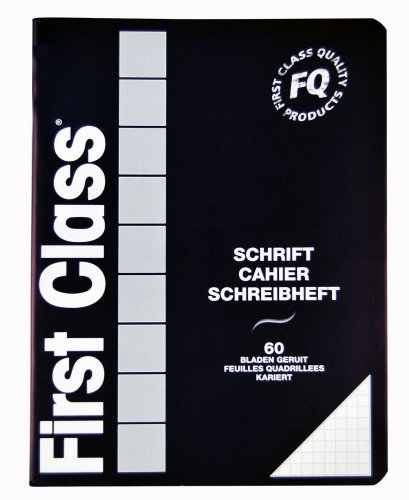 First Class®
FIRST CLASS QUALITY
PRODUCTS
FQ
SCHRIFT
CAHIER
SCHREIBHEFT
60
BLADEN GERUIT
FEUILLES QUADRILLEES
KARIERT